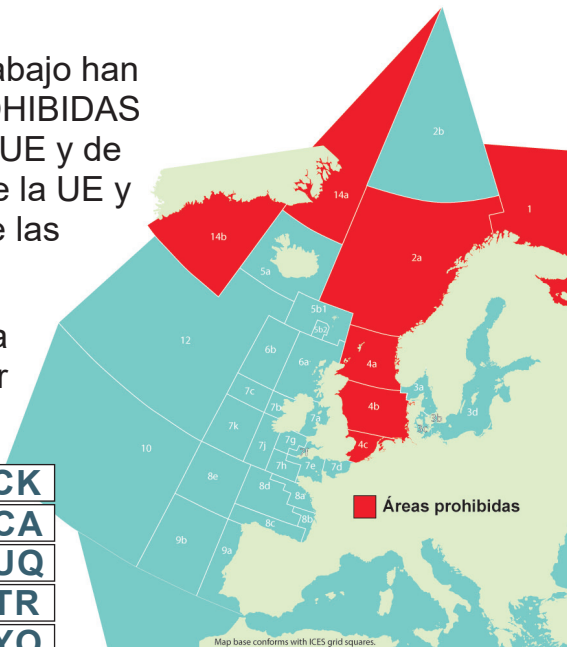 abajo han
OHIBIDAS
UE y de
e la UE y
e las
a
r
CK
CA
UQ
TR
YO
2b
14a
1
14b
2a
5a
5b1
5b2
12
4a
6b
6a
3a
7c
4b
7b
7a
3b
3d
7k
7g
4c
10
7j
7h
7e
7d
8e
8d
8a
8b
8c
9b
9a
Áreas prohibidas
Map base conforms with ICES grid squares.